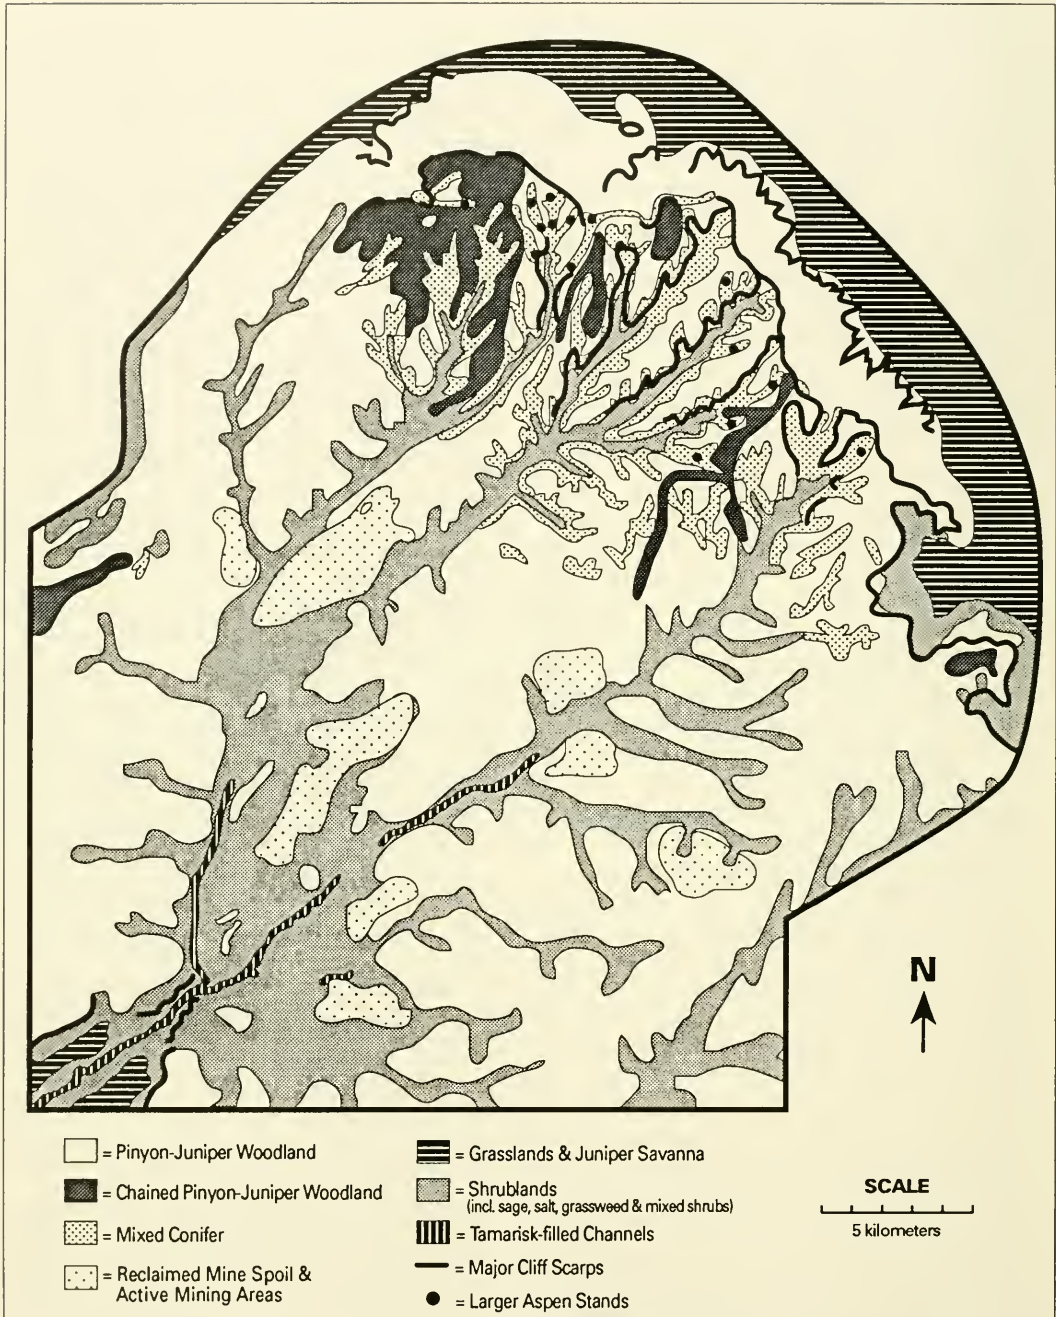 N
= Pinyon-Juniper Woodland
= Chained Pinyon-Juniper Woodland
= Mixed Conifer
= Reclaimed Mine Spoil &
Active Mining Areas
= Grasslands & Juniper Savanna
= Shrublands
(incl. sage, salt, grassweed & mixed shrubs)
= Tamarisk-filled Channels
= Major Cliff Scarps
= Larger Aspen Stands
SCALE
5 kilometers